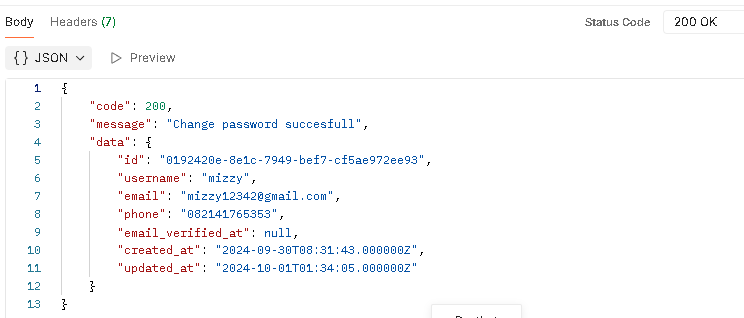 Body Headers (7) Status Code 200 OK
{} JSON Preview
1 {
2 "code": 200,
3 "message": "Change password succesfull",
4 "data": {
5 "id": "0192420e-8e1c-7949-bef7-cf5ae972ee93",
6 "username": "mizzy",
7 "email": "mizzy12342@gmail.com",
8 "phone": "082141765353",
9 "email_verified_at": null,
10 "created_at": "2024-09-30T08:31:43.000000Z",
11 "updated_at": "2024-10-01T01:34:05.000000Z"
12 }
13 }